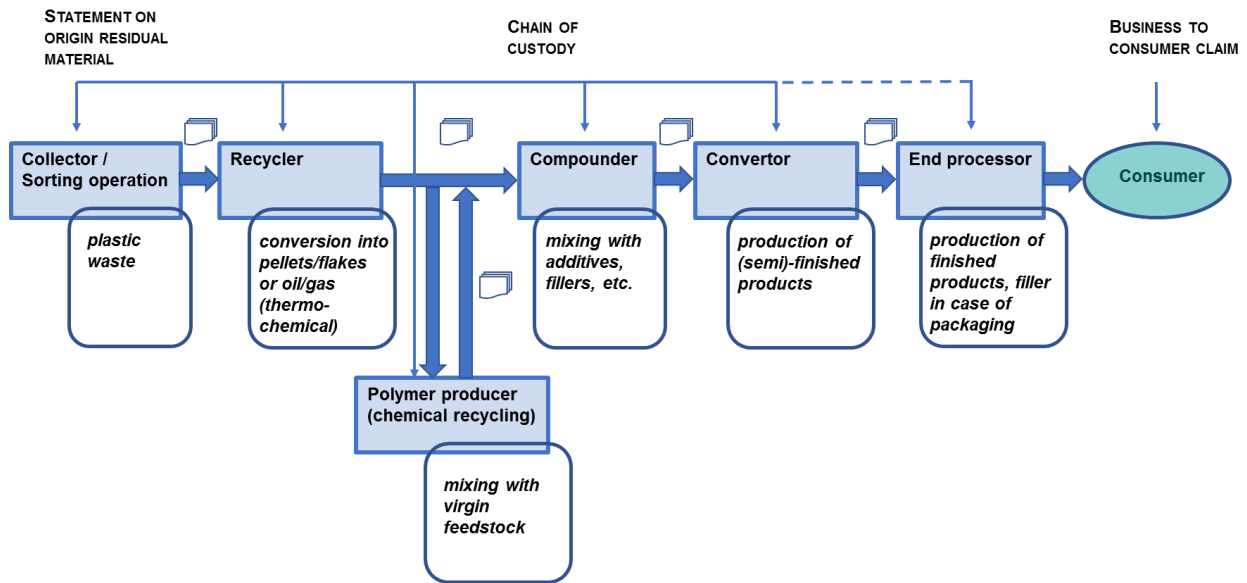 STATEMENT ON
ORIGIN RESIDUAL
MATERIAL
CHAIN OF
CUSTODY
BUSINESS TO
CONSUMER CLAIM
Collector /
Sorting operation
plastic
waste
Recycler
conversion into
pellets/flakes
or oil/gas
(thermo-
chemical)
Compounder
mixing with
additives,
fillers, etc.
Convertor
production of
(semi)-finished
products
End processor
production of
finished
products, filler
in case of
packaging
Consumer
Polymer producer
(chemical recycling)
mixing with
virgin
feedstock